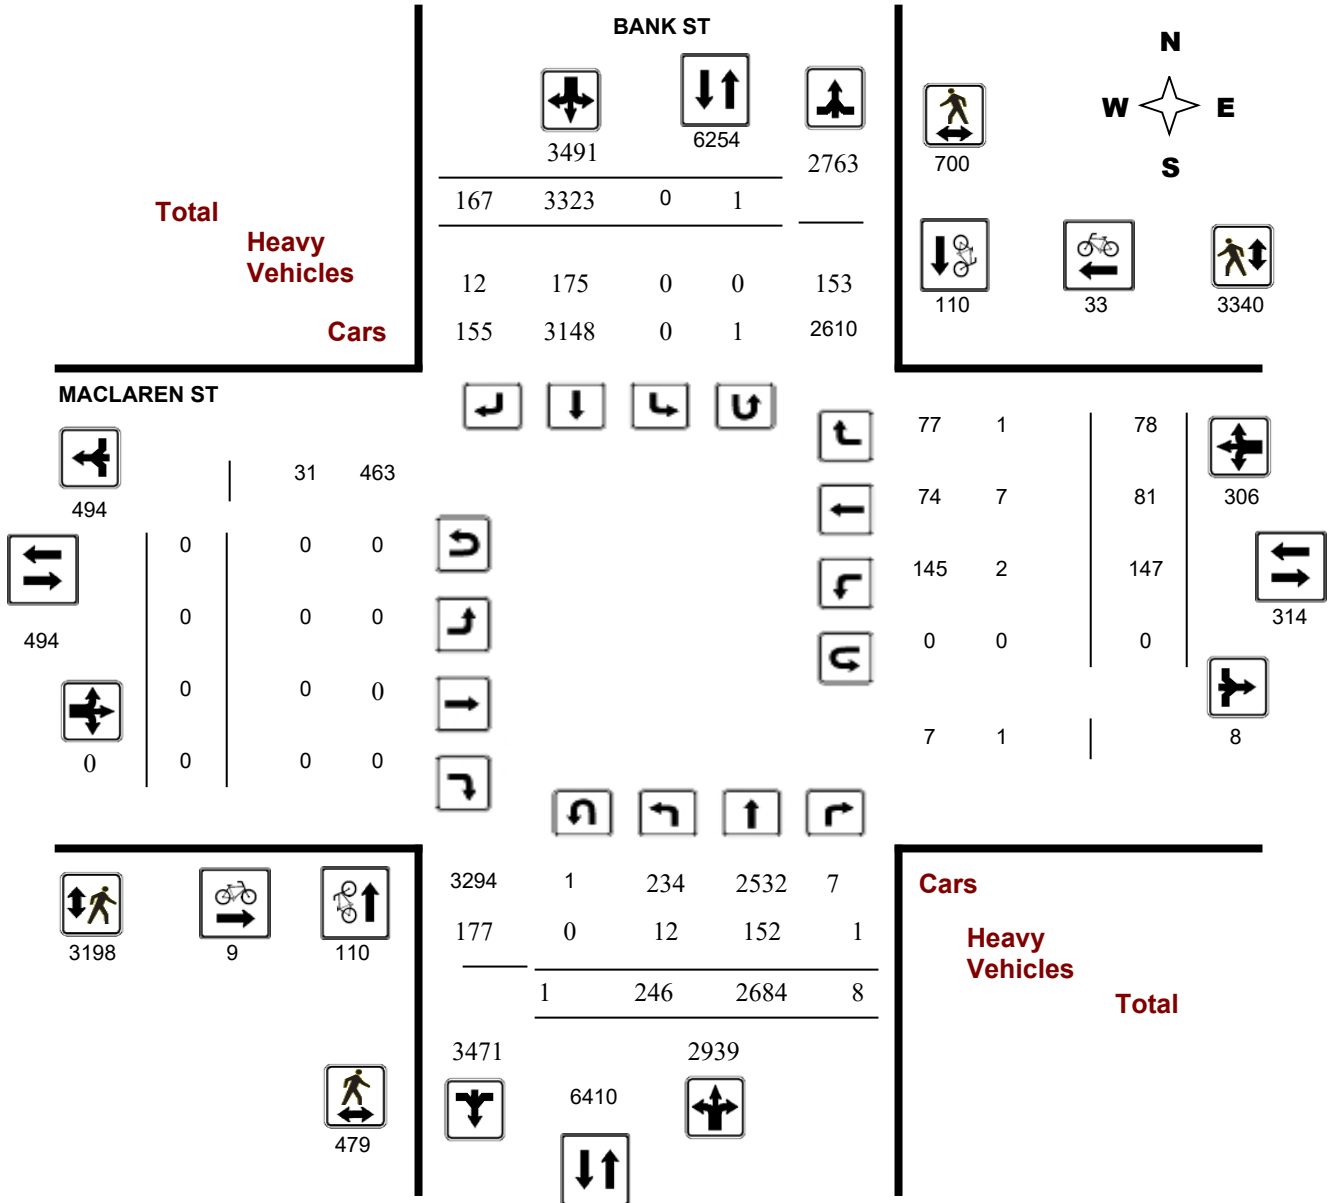 BANK ST
N
W E
S
3491 6254 2763 700
167 3323 0 1
Total
Heavy
Vehicles
12 175 0 0 153
110 33 3340
Cars
155 3148 0 1 2610
MACLAREN ST
77 1 78
31 463
494
74 7 81 306
0 0 0
145 2 147
0 0 0
314
494
0 0 0
0 0 0
7 1 8
0
0 0 0
3294 1 234 2532 7
Cars
177 0 12 152 1
Heavy
Vehicles
3198 9 110
1 246 2684 8
Total
3471 2939
6410
479